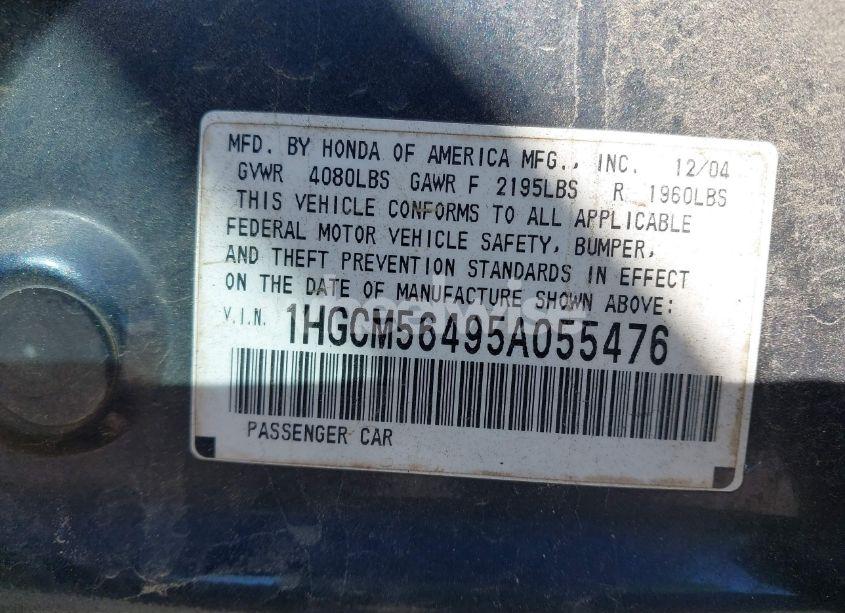 MFD. BY HONDA OF AMERICA MFG., INC. 12/04
GVWR 4080LBS GAWR F 2195LBS R 1960LBS
THIS VEHICLE CONFORMS TO ALL APPLICABLE
FEDERAL MOTOR VEHICLE SAFETY, BUMPER,
AND THEFT PREVENTION STANDARDS IN EFFECT
ON THE DATE OF MANUFACTURE SHOWN ABOVE:
V.I.N. 1HGCM56495A055476
PASSENGER CAR